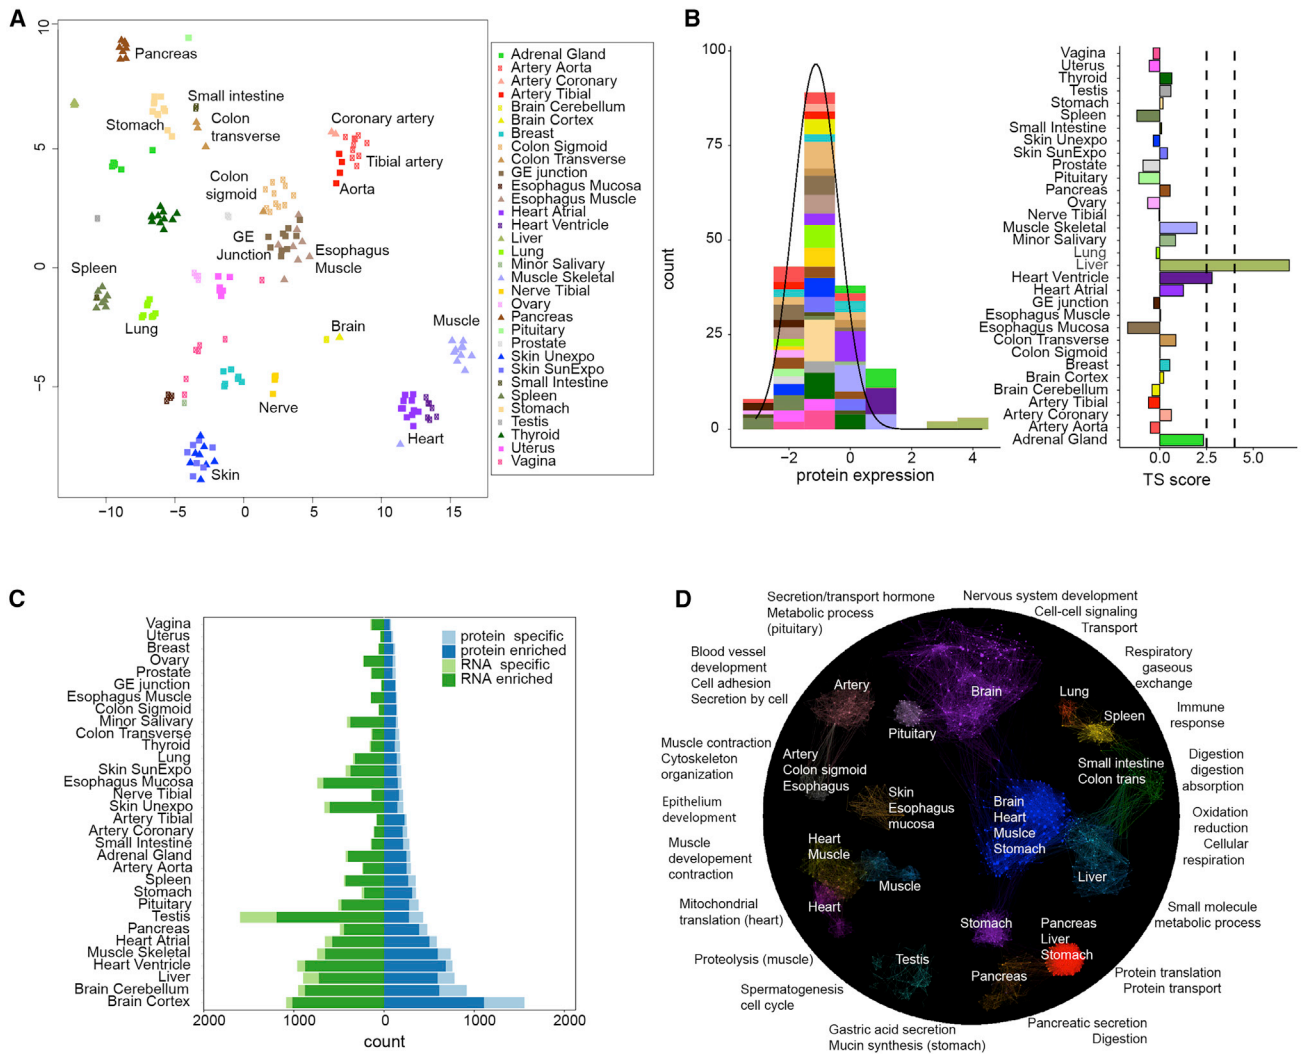 A
10
5
0
−5
−10
−5
0
5
10
15
Pancreas
Small intestine
Stomach
Colon
transverse
Coronary artery
Tibial artery
Aorta
Colon
sigmoid
GE
Junction
Esophagus
Muscle
Spleen
Lung
Brain
Muscle
Nerve
Heart
Skin
Adrenal Gland
Artery Aorta
Artery Coronary
Artery Tibial
Brain Cerebellum
Brain Cortex
Breast
Colon Sigmoid
Colon Transverse
GE junction
Esophagus Mucosa
Esophagus Muscle
Heart Atrial
Heart Ventricle
Liver
Lung
Minor Salivary
Muscle Skeletal
Nerve Tibial
Ovary
Pancreas
Pituitary
Prostate
Skin Unexpo
Skin SunExpo
Small Intestine
Spleen
Stomach
Testis
Thyroid
Uterus
Vagina
B
100
75
50
25
0
count
−2
0
2
4
protein expression
Vagina
Uterus
Thyroid
Testis
Stomach
Spleen
Small Intestine
Skin Unexpo
Skin SunExpo
Prostate
Pituitary
Pancreas
Ovary
Nerve Tibial
Muscle Skeletal
Minor Salivary
Lung
Liver
Heart Ventricle
Heart Atrial
GE junction
Esophagus Muscle
Esophagus Mucosa
Colon Transverse
Colon Sigmoid
Breast
Brain Cortex
Brain Cerebellum
Artery Tibial
Artery Coronary
Artery Aorta
Adrenal Gland
0.0
2.5
5.0
TS score
C
Vagina
Uterus
Breast
Ovary
Prostate
GE junction
Esophagus Muscle
Colon Sigmoid
Minor Salivary
Colon Transverse
Thyroid
Lung
Skin SunExpo
Esophagus Mucosa
Nerve Tibial
Skin Unexpo
Artery Tibial
Artery Coronary
Small Intestine
Adrenal Gland
Artery Aorta
Spleen
Stomach
Pituitary
Testis
Pancreas
Heart Atrial
Muscle Skeletal
Heart Ventricle
Liver
Brain Cerebellum
Brain Cortex
protein specific
protein enriched
RNA specific
RNA enriched
2000
1000
0
1000
2000
count
D
Secretion/transport hormone
Metabolic process
(pituitary)
Nervous system development
Cell-cell signaling
Transport
Blood vessel
development
Cell adhesion
Secretion by cell
Respiratory
gaseous
exchange
Immune
response
Muscle contraction
Cytoskeleton
organization
Digestion
digestion
absorption
Epithelium
development
Oxidation
reduction
Cellular
respiration
Muscle
developement
contraction
Mitochondrial
translation (heart)
Small molecule
metabolic process
Proteolysis (muscle)
Protein translation
Protein transport
Spermatogenesis
cell cycle
Gastric acid secretion
Mucin synthesis (stomach)
Pancreatic secretion
Digestion
Artery
Brain
Pituitary
Lung
Spleen
Artery
Colon sigmoid
Esophagus
Small intestine
Colon trans
Skin
Esophagus
mucosa
Brain
Heart
Muslce
Stomach
Heart
Muscle
Muscle
Liver
Heart
Stomach
Pancreas
Liver
Stomach
Testis
Pancreas